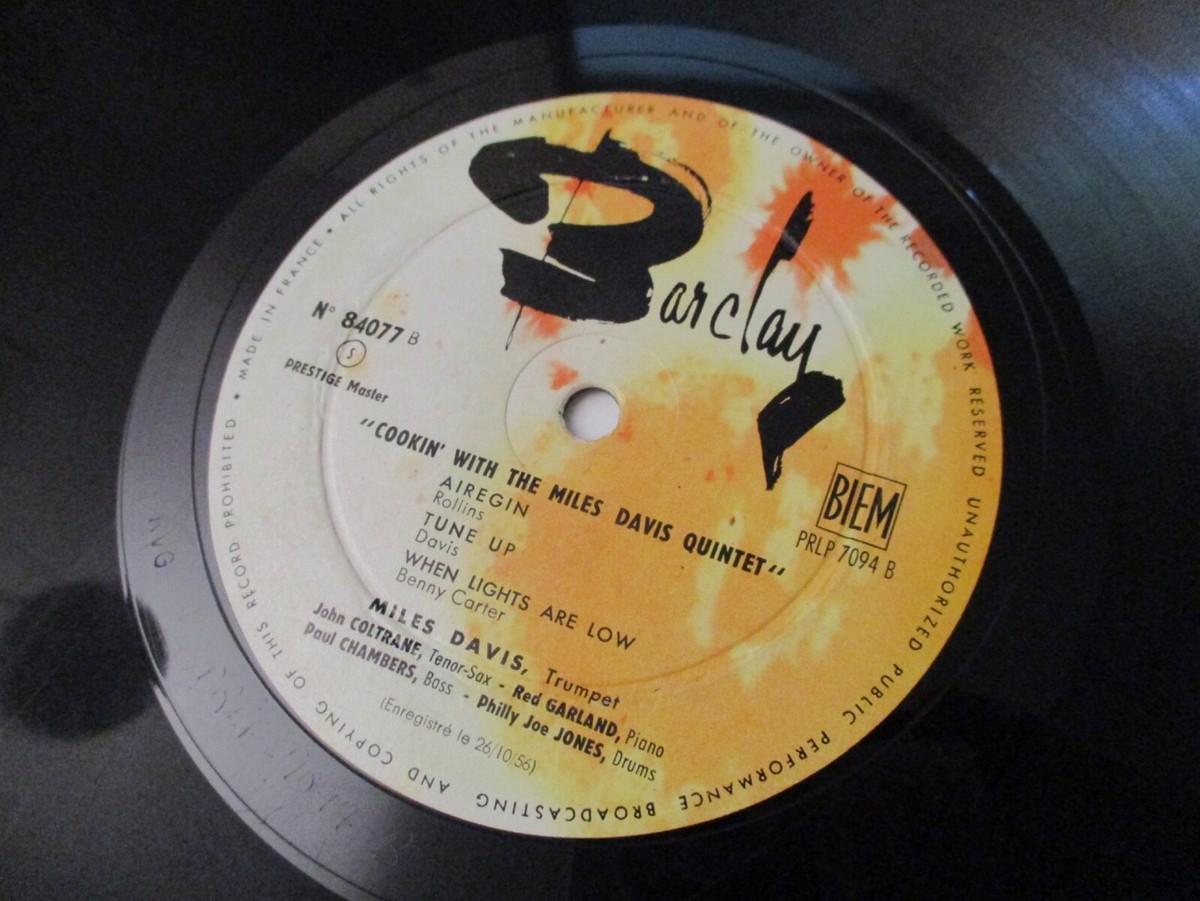 MADE IN FRANCE • ALL RIGHTS OF THE MANUFACTURER AND OF THE OWNER OF THE RECORDED WORK RESERVED UNAUTHORIZED PUBLIC PERFORMANCE BROADCASTING AND COPYING OF THIS RECORD PROHIBITED •
Barclay
N° 84077 B
S
PRESTIGE Master
BIEM
PRLP 7094 B
"COOKIN' WITH THE MILES DAVIS QUINTET"
AIREGIN
Rollins
TUNE UP
Davis
WHEN LIGHTS ARE LOW
Benny Carter
MILES DAVIS, Trumpet
John COLTRANE, Tenor-Sax - Red GARLAND, Piano
Paul CHAMBERS, Bass - Philly Joe JONES, Drums
(Enregistré le 26/10/56)
RVG